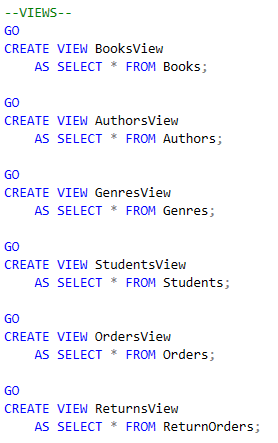 --VIEWS--
GO
CREATE VIEW BooksView
    AS SELECT * FROM Books;
GO
CREATE VIEW AuthorsView
    AS SELECT * FROM Authors;
GO
CREATE VIEW GenresView
    AS SELECT * FROM Genres;
GO
CREATE VIEW StudentsView
    AS SELECT * FROM Students;
GO
CREATE VIEW OrdersView
    AS SELECT * FROM Orders;
GO
CREATE VIEW ReturnsView
    AS SELECT * FROM ReturnOrders;